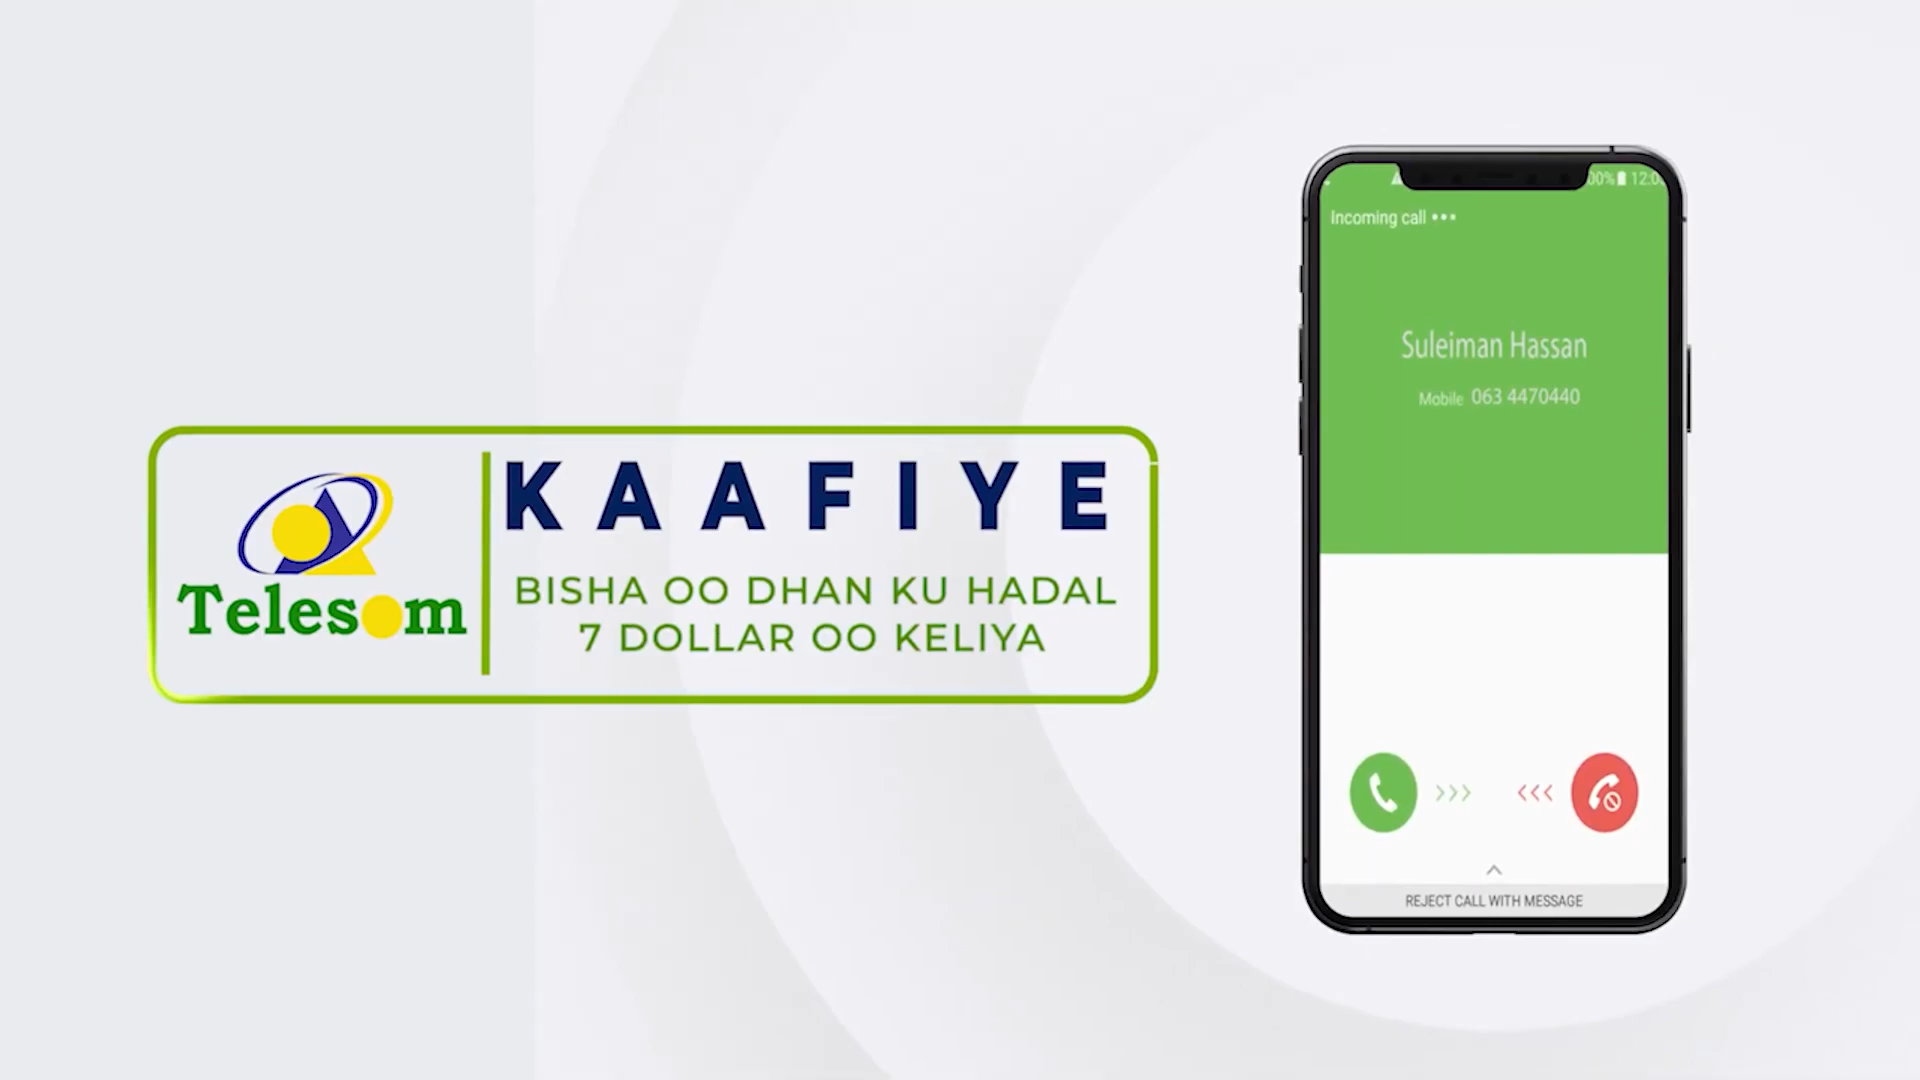 Telesom
KAAFIYE
BISHA OO DHAN KU HADAL
7 DOLLAR OO KELIYA
Incoming call •••
Suleiman Hassan
Mobile 063 4470440
REJECT CALL WITH MESSAGE